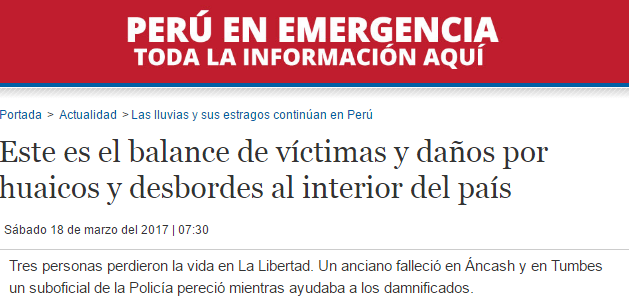 PERÚ EN EMERGENCIA
TODA LA INFORMACIÓN AQUÍ
Portada > Actualidad > Las lluvias y sus estragos continúan en Perú
Este es el balance de víctimas y daños por
huaicos y desbordes al interior del país
Sábado 18 de marzo del 2017 | 07:30
Tres personas perdieron la vida en La Libertad. Un anciano falleció en Áncash y en Tumbes
un suboficial de la Policía pereció mientras ayudaba a los damnificados.